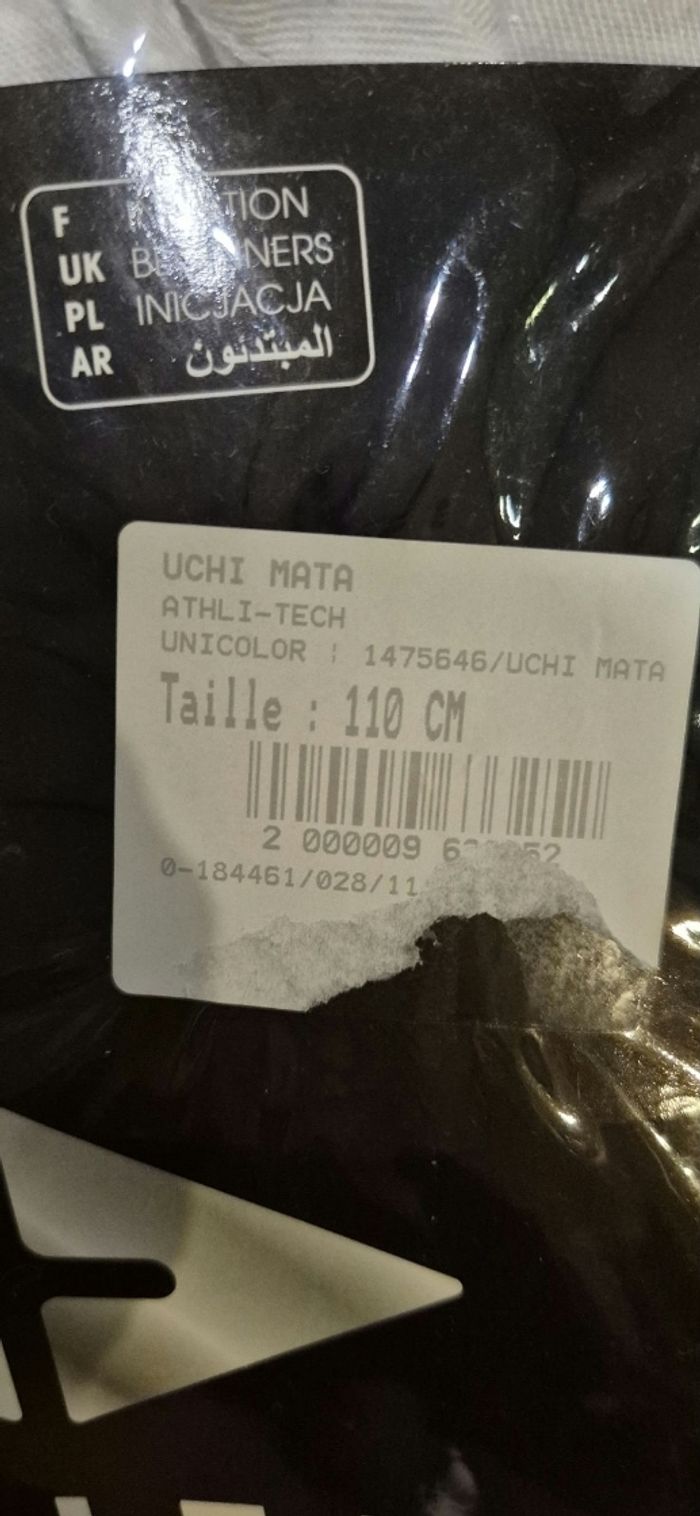 F
UK
PL INICJACJA
AR المبتدئون
UCHI MATA
ATHLI-TECH
UNICOLOR : 1475646/UCHI MATA
Taille : 110 CM
2 000009
0-184461/028/11